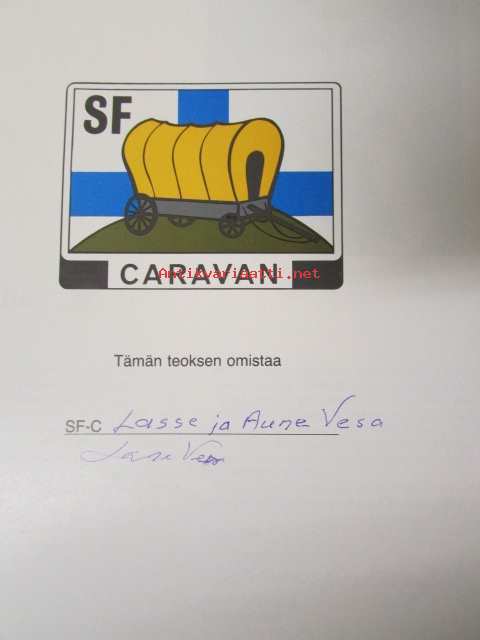 SF
Antikvariaatti.net
CARAVAN
Tämän teoksen omistaa
SF-C Lasse ja Aune Vesa